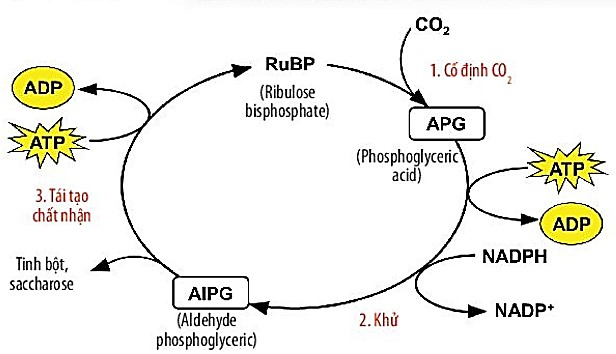 CO₂
1. Cố định CO₂
RuBP
(Ribulose
bisphosphate)
APG
(Phosphoglyceric
acid)
ATP
ADP
NADPH
NADP⁺
2. Khử
AlPG
(Aldehyde
phosphoglyceric)
Tinh bột,
saccharose
3. Tái tạo
chất nhận
ATP
ADP